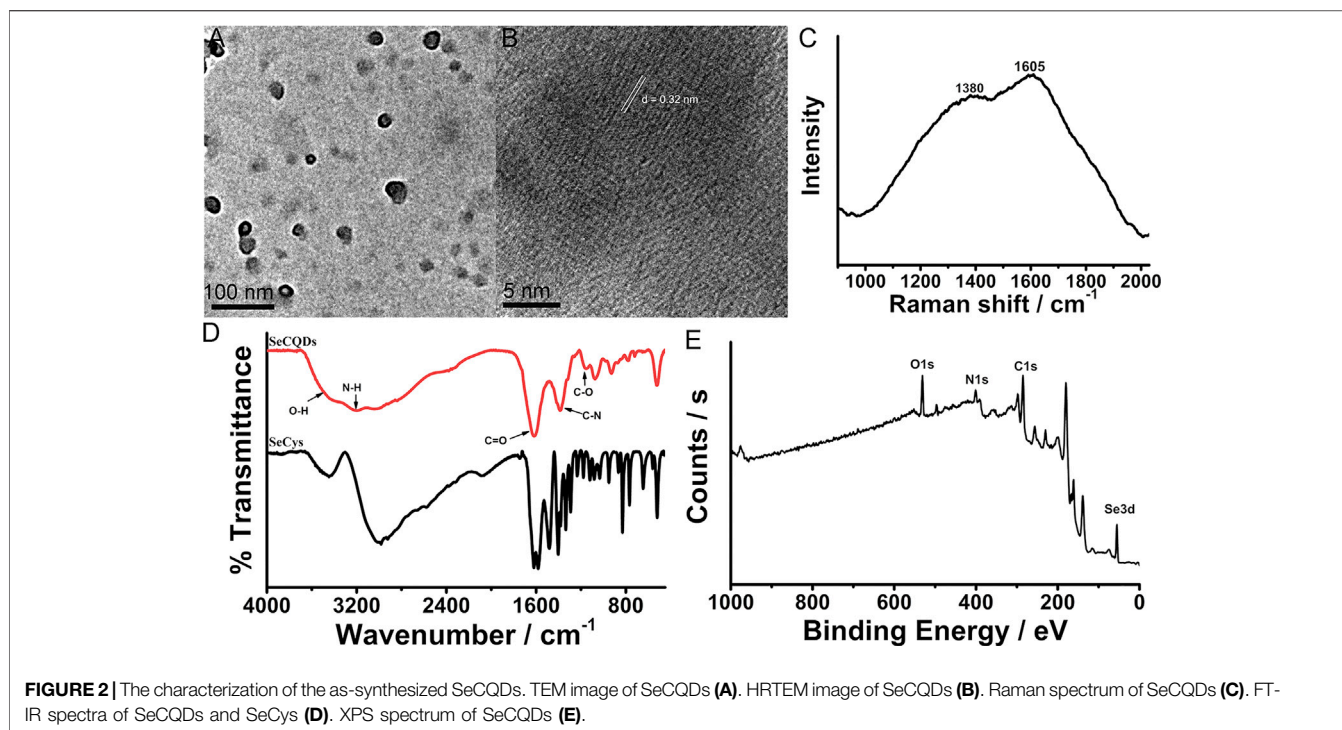 A
100 nm
B
d = 0.32 nm
5 nm
C
Intensity
1380
1605
1000 1200 1400 1600 1800 2000
Raman shift / cm-1
D
% Transmittance
SeCQDs
O-H
N-H
C=O
C-O
C-N
SeCys
4000 3200 2400 1600 800
Wavenumber / cm-1
E
Counts / s
O1s
N1s
C1s
Se3d
1000 800 600 400 200 0
Binding Energy / eV
FIGURE 2 | The characterization of the as-synthesized SeCQDs. TEM image of SeCQDs (A). HRTEM image of SeCQDs (B). Raman spectrum of SeCQDs (C). FT-
IR spectra of SeCQDs and SeCys (D). XPS spectrum of SeCQDs (E).